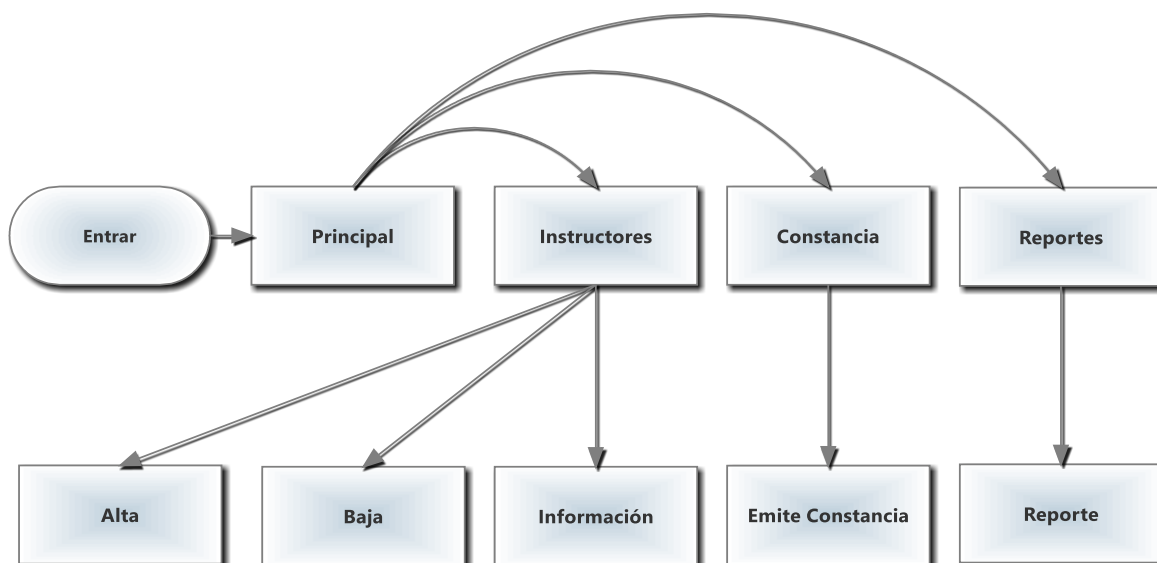 Entrar
Principal
Instructores
Constancia
Reportes
Alta
Baja
Información
Emite Constancia
Reporte